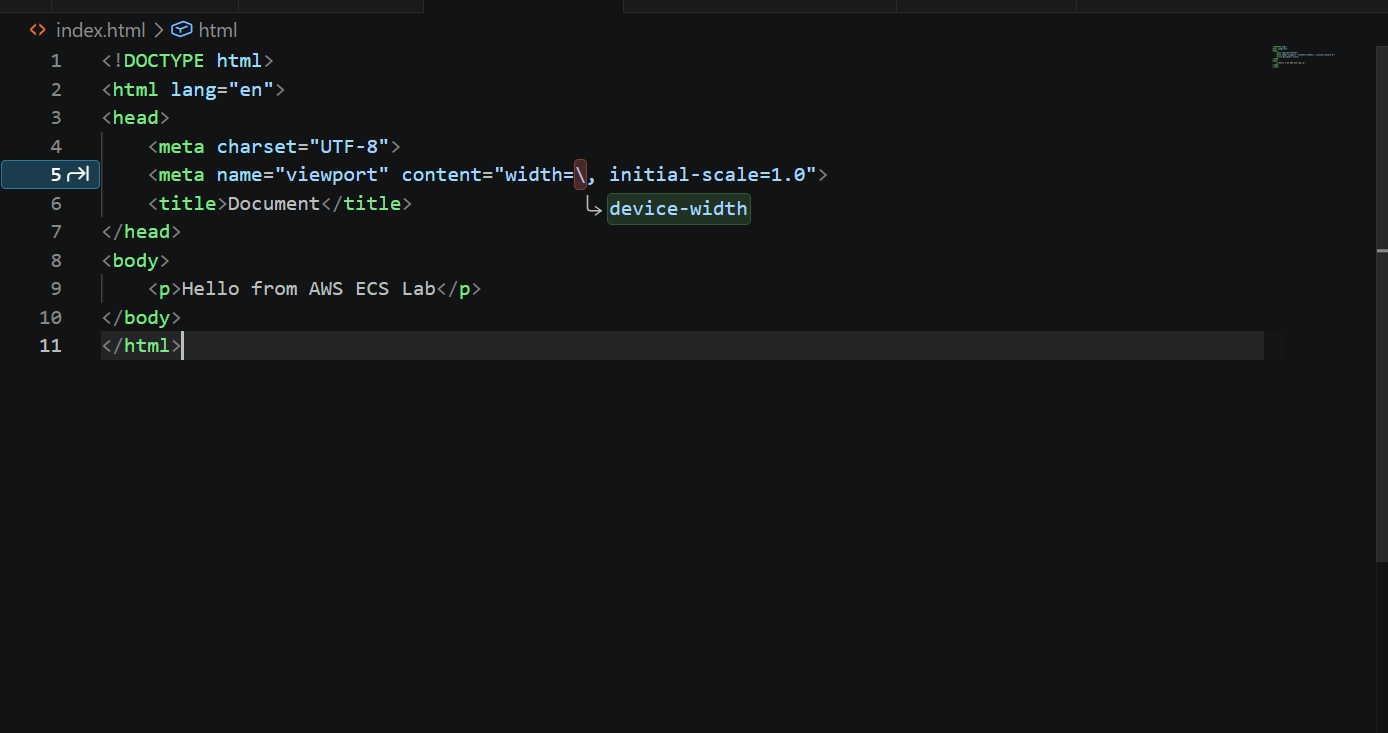 index.html > html
1 <!DOCTYPE html>
2 <html lang="en">
3 <head>
4     <meta charset="UTF-8">
5     <meta name="viewport" content="width=\, initial-scale=1.0">
device-width
6     <title>Document</title>
7 </head>
8 <body>
9     <p>Hello from AWS ECS Lab</p>
10 </body>
11 </html>